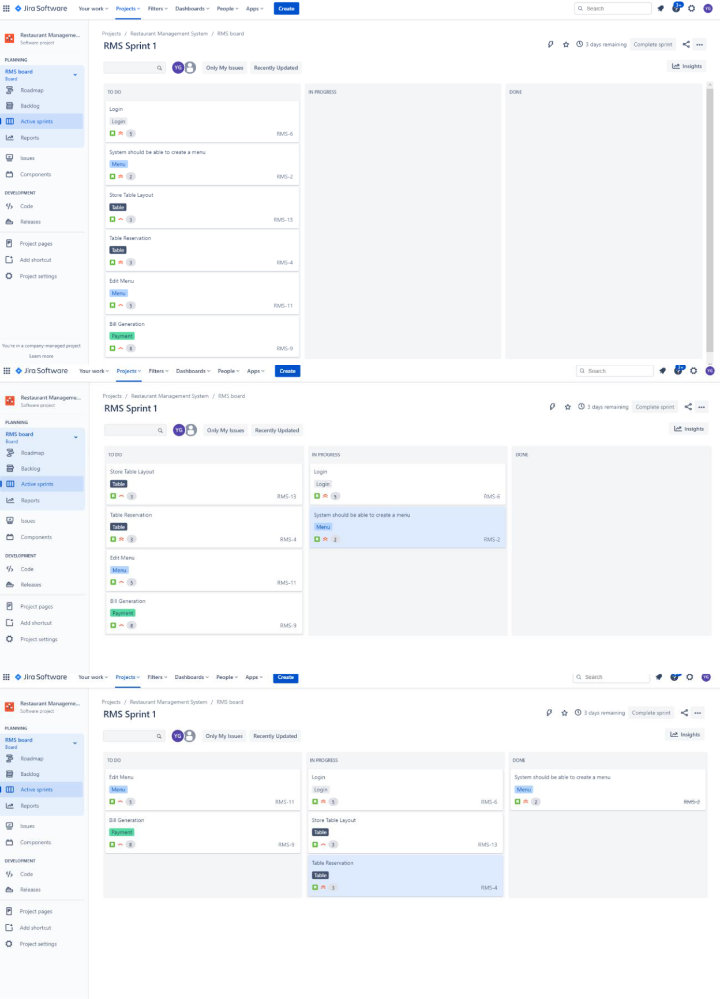 Jira Software Your work Projects Filters Dashboards People Apps Create Search 3+ YG
Restaurant Manageme...
Software project
PLANNING
RMS board
Board
Roadmap
Backlog
Active sprints
Reports
Issues
Components
DEVELOPMENT
Code
Releases
Project pages
Add shortcut
Project settings
You're in a company-managed project
Learn more
Projects / Restaurant Management System / RMS board
RMS Sprint 1
3 days remaining Complete sprint
YG Only My Issues Recently Updated Insights
TO DO
Login
Login
5 RMS-6
System should be able to create a menu
Menu
2 RMS-2
Store Table Layout
Table
3 RMS-13
Table Reservation
Table
3 RMS-4
Edit Menu
Menu
5 RMS-11
Bill Generation
Payment
8 RMS-9
IN PROGRESS
DONE
Jira Software Your work Projects Filters Dashboards People Apps Create Search 3+ YG
Restaurant Manageme...
Software project
PLANNING
RMS board
Board
Roadmap
Backlog
Active sprints
Reports
Issues
Components
DEVELOPMENT
Code
Releases
Project pages
Add shortcut
Project settings
Projects / Restaurant Management System / RMS board
RMS Sprint 1
3 days remaining Complete sprint
YG Only My Issues Recently Updated Insights
TO DO
Store Table Layout
Table
3 RMS-13
Table Reservation
Table
3 RMS-4
Edit Menu
Menu
5 RMS-11
Bill Generation
Payment
8 RMS-9
IN PROGRESS
Login
Login
5 RMS-6
System should be able to create a menu
Menu
2 RMS-2
DONE
Jira Software Your work Projects Filters Dashboards People Apps Create Search YG
Restaurant Manageme...
Software project
PLANNING
RMS board
Board
Roadmap
Backlog
Active sprints
Reports
Issues
Components
DEVELOPMENT
Code
Releases
Project pages
Add shortcut
Project settings
Projects / Restaurant Management System / RMS board
RMS Sprint 1
3 days remaining Complete sprint
YG Only My Issues Recently Updated Insights
TO DO
Edit Menu
Menu
5 RMS-11
Bill Generation
Payment
8 RMS-9
IN PROGRESS
Login
Login
5 RMS-6
Store Table Layout
Table
3 RMS-13
Table Reservation
Table
3 RMS-4
DONE
System should be able to create a menu
Menu
2 RMS-2